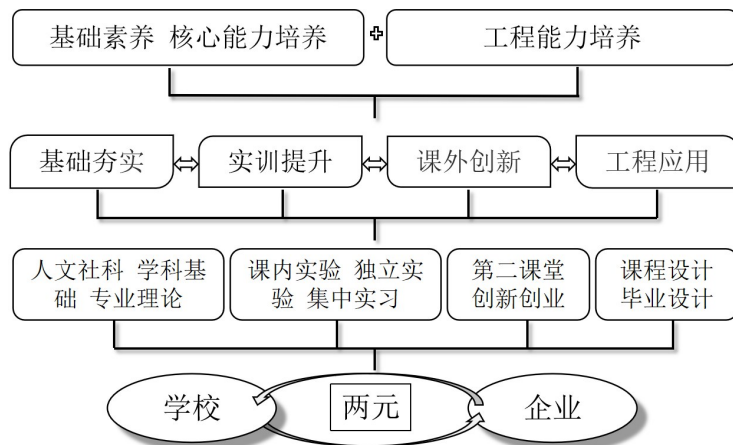 基础素养 核心能力培养
工程能力培养
基础夯实
实训提升
课外创新
工程应用
人文社科 学科基
础 专业理论
课内实验 独立实
验 集中实习
第二课堂
创新创业
课程设计
毕业设计
学校
两元
企业